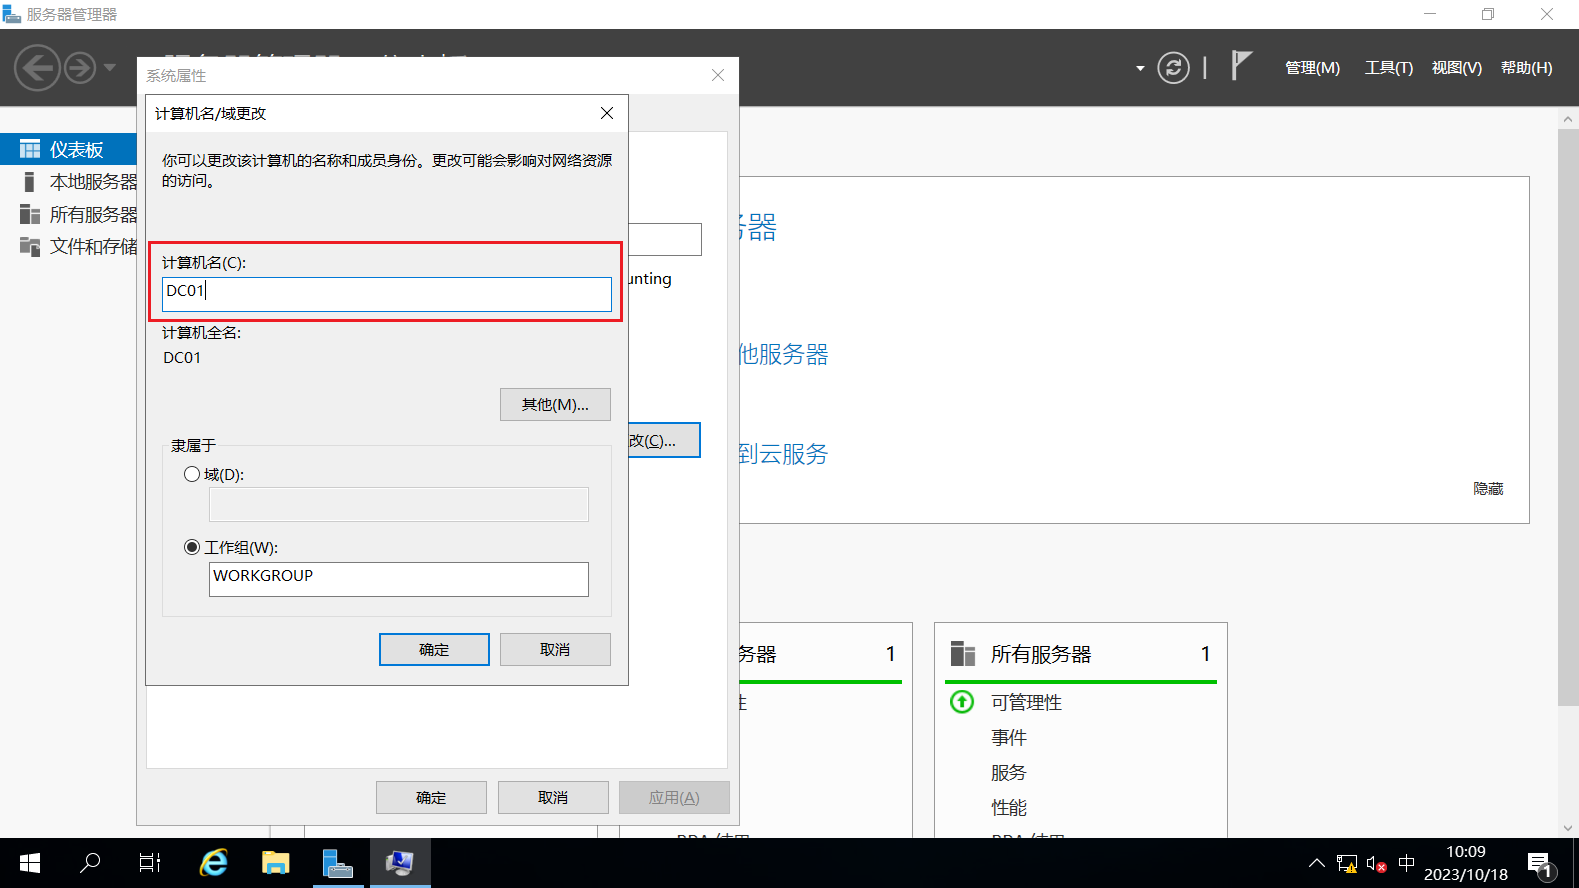 服务器管理器
管理(M)
工具(T)
视图(V)
帮助(H)
系统属性
计算机名/域更改
你可以更改该计算机的名称和成员身份。更改可能会影响对网络资源
的访问。
计算机名(C):
DC01
计算机全名:
DC01
其他(M)...
隶属于
域(D):
工作组(W):
WORKGROUP
确定
取消
unting
改(C)...
确定
取消
应用(A)
仪表板
本地服务器
所有服务器
文件和存储
务器
他服务器
到云服务
隐藏
务器
1
性
所有服务器
1
可管理性
事件
服务
性能
中
10:09
2023/10/18
1